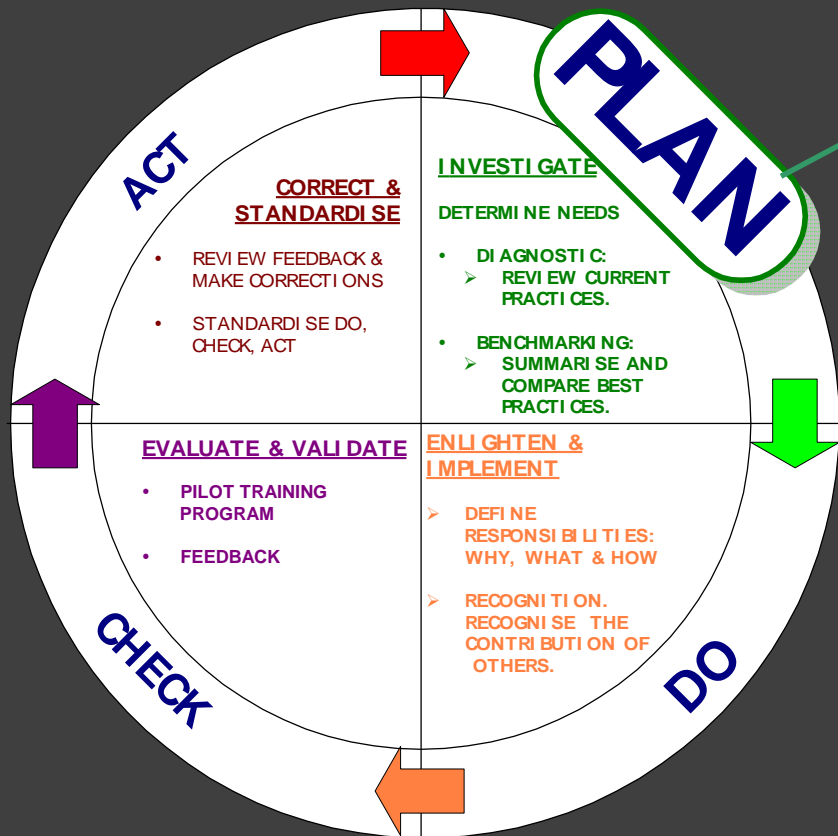 PLAN
INVESTIGATE
DETERMINE NEEDS
• DIAGNOSTIC:
➢ REVIEW CURRENT
PRACTICES.
• BENCHMARKING:
➢ SUMMARISE AND
COMPARE BEST
PRACTICES.
DO
ENLIGHTEN &
IMPLEMENT
➢ DEFINE
RESPONSIBILITIES:
WHY, WHAT & HOW
➢ RECOGNITION.
RECOGNISE THE
CONTRIBUTION OF
OTHERS.
CHECK
EVALUATE & VALIDATE
• PILOT TRAINING
PROGRAM
• FEEDBACK
ACT
CORRECT &
STANDARDISE
• REVIEW FEEDBACK &
MAKE CORRECTIONS
• STANDARDISE DO,
CHECK, ACT